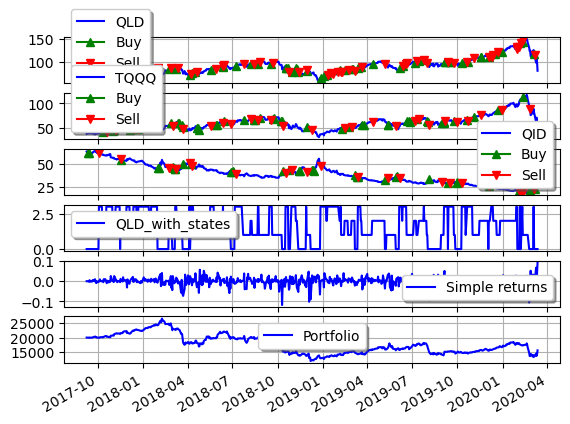 QLD
Buy
Sell
150
100
TQQQ
Buy
Sell
100
50
QID
Buy
Sell
50
25
QLD_with_states
2.5
0.0
Simple returns
0.1
0.0
−0.1
Portfolio
25000
20000
15000
2017-10 2018-01 2018-04 2018-07 2018-10 2019-01 2019-04 2019-07 2019-10 2020-01 2020-04